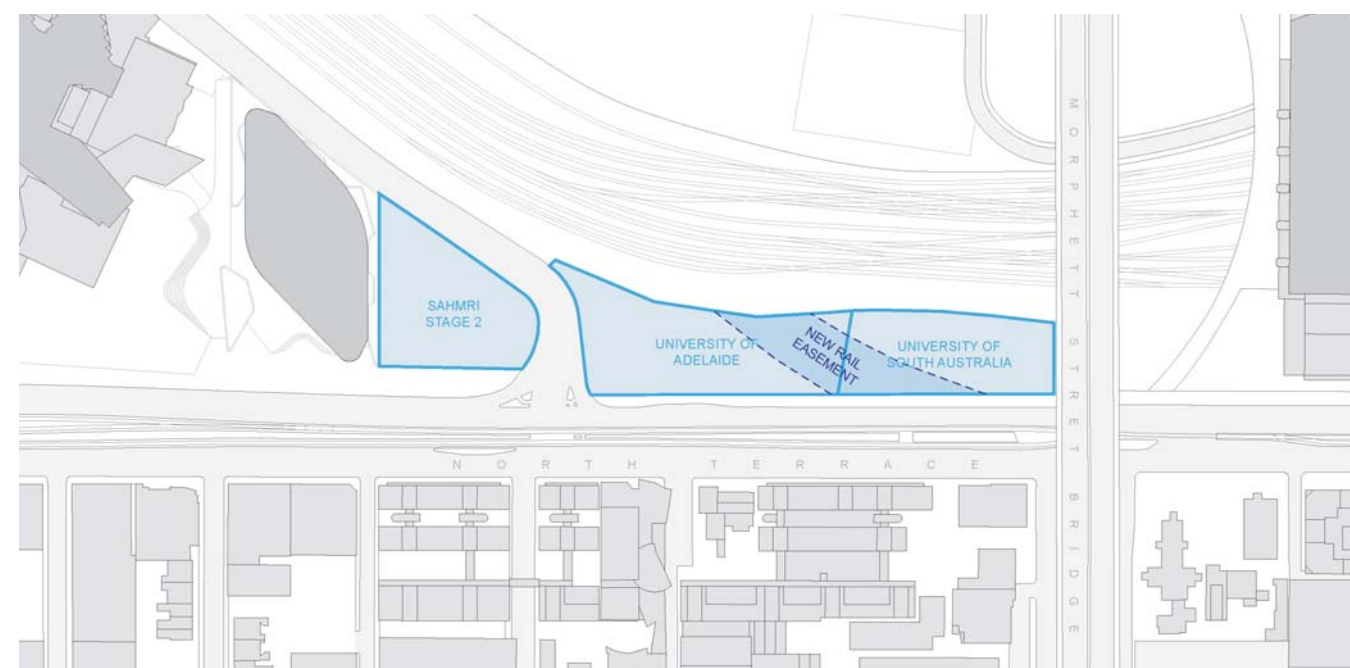 MORPHETT STREET BRIDGE
SAHMRI
STAGE 2
UNIVERSITY OF
ADELAIDE
NEW RAIL
EASEMENT
UNIVERSITY OF
SOUTH AUSTRALIA
NORTH TERRACE